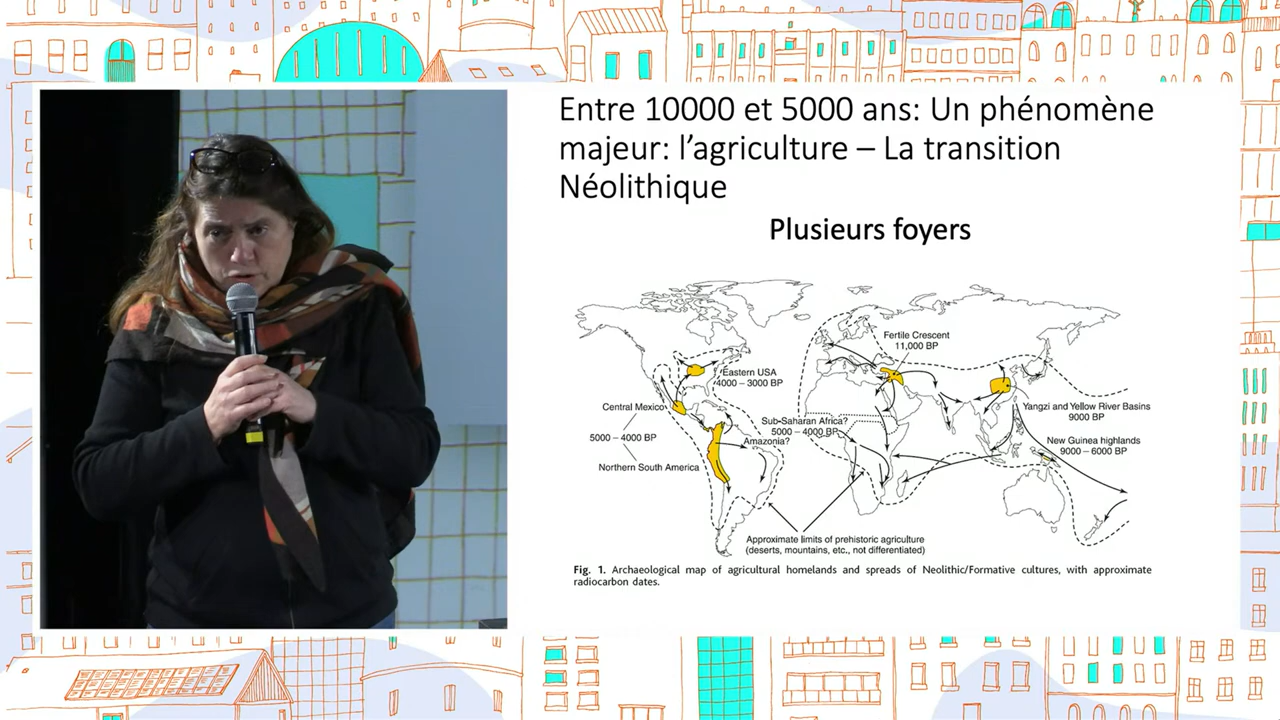 Entre 10000 et 5000 ans: Un phénomène
majeur: l'agriculture – La transition
Néolithique
Plusieurs foyers
Fertile Crescent
11,000 BP
Eastern USA
4000 – 3000 BP
Central Mexico
Yangzi and Yellow River Basins
9000 BP
Sub-Saharan Africa?
5000 – 4000 BP
Amazonia?
5000 – 4000 BP
New Guinea highlands
9000 – 6000 BP
Northern South America
Approximate limits of prehistoric agriculture
(deserts, mountains, etc., not differentiated)
Fig. 1. Archaeological map of agricultural homelands and spreads of Neolithic/Formative cultures, with approximate
radiocarbon dates.